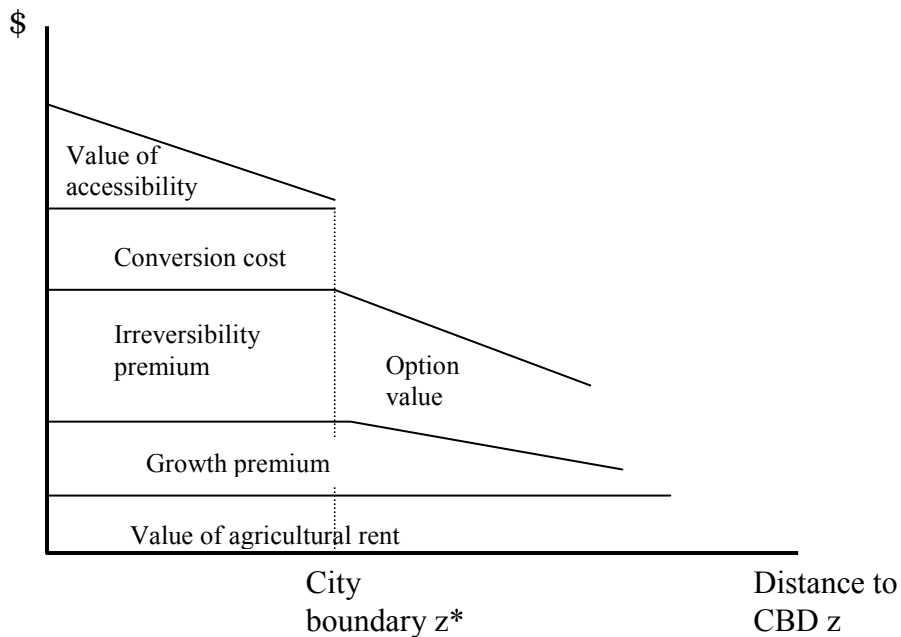 $
Value of
accessibility
Conversion cost
Irreversibility
premium
Option
value
Growth premium
Value of agricultural rent
City
boundary z*
Distance to
CBD z